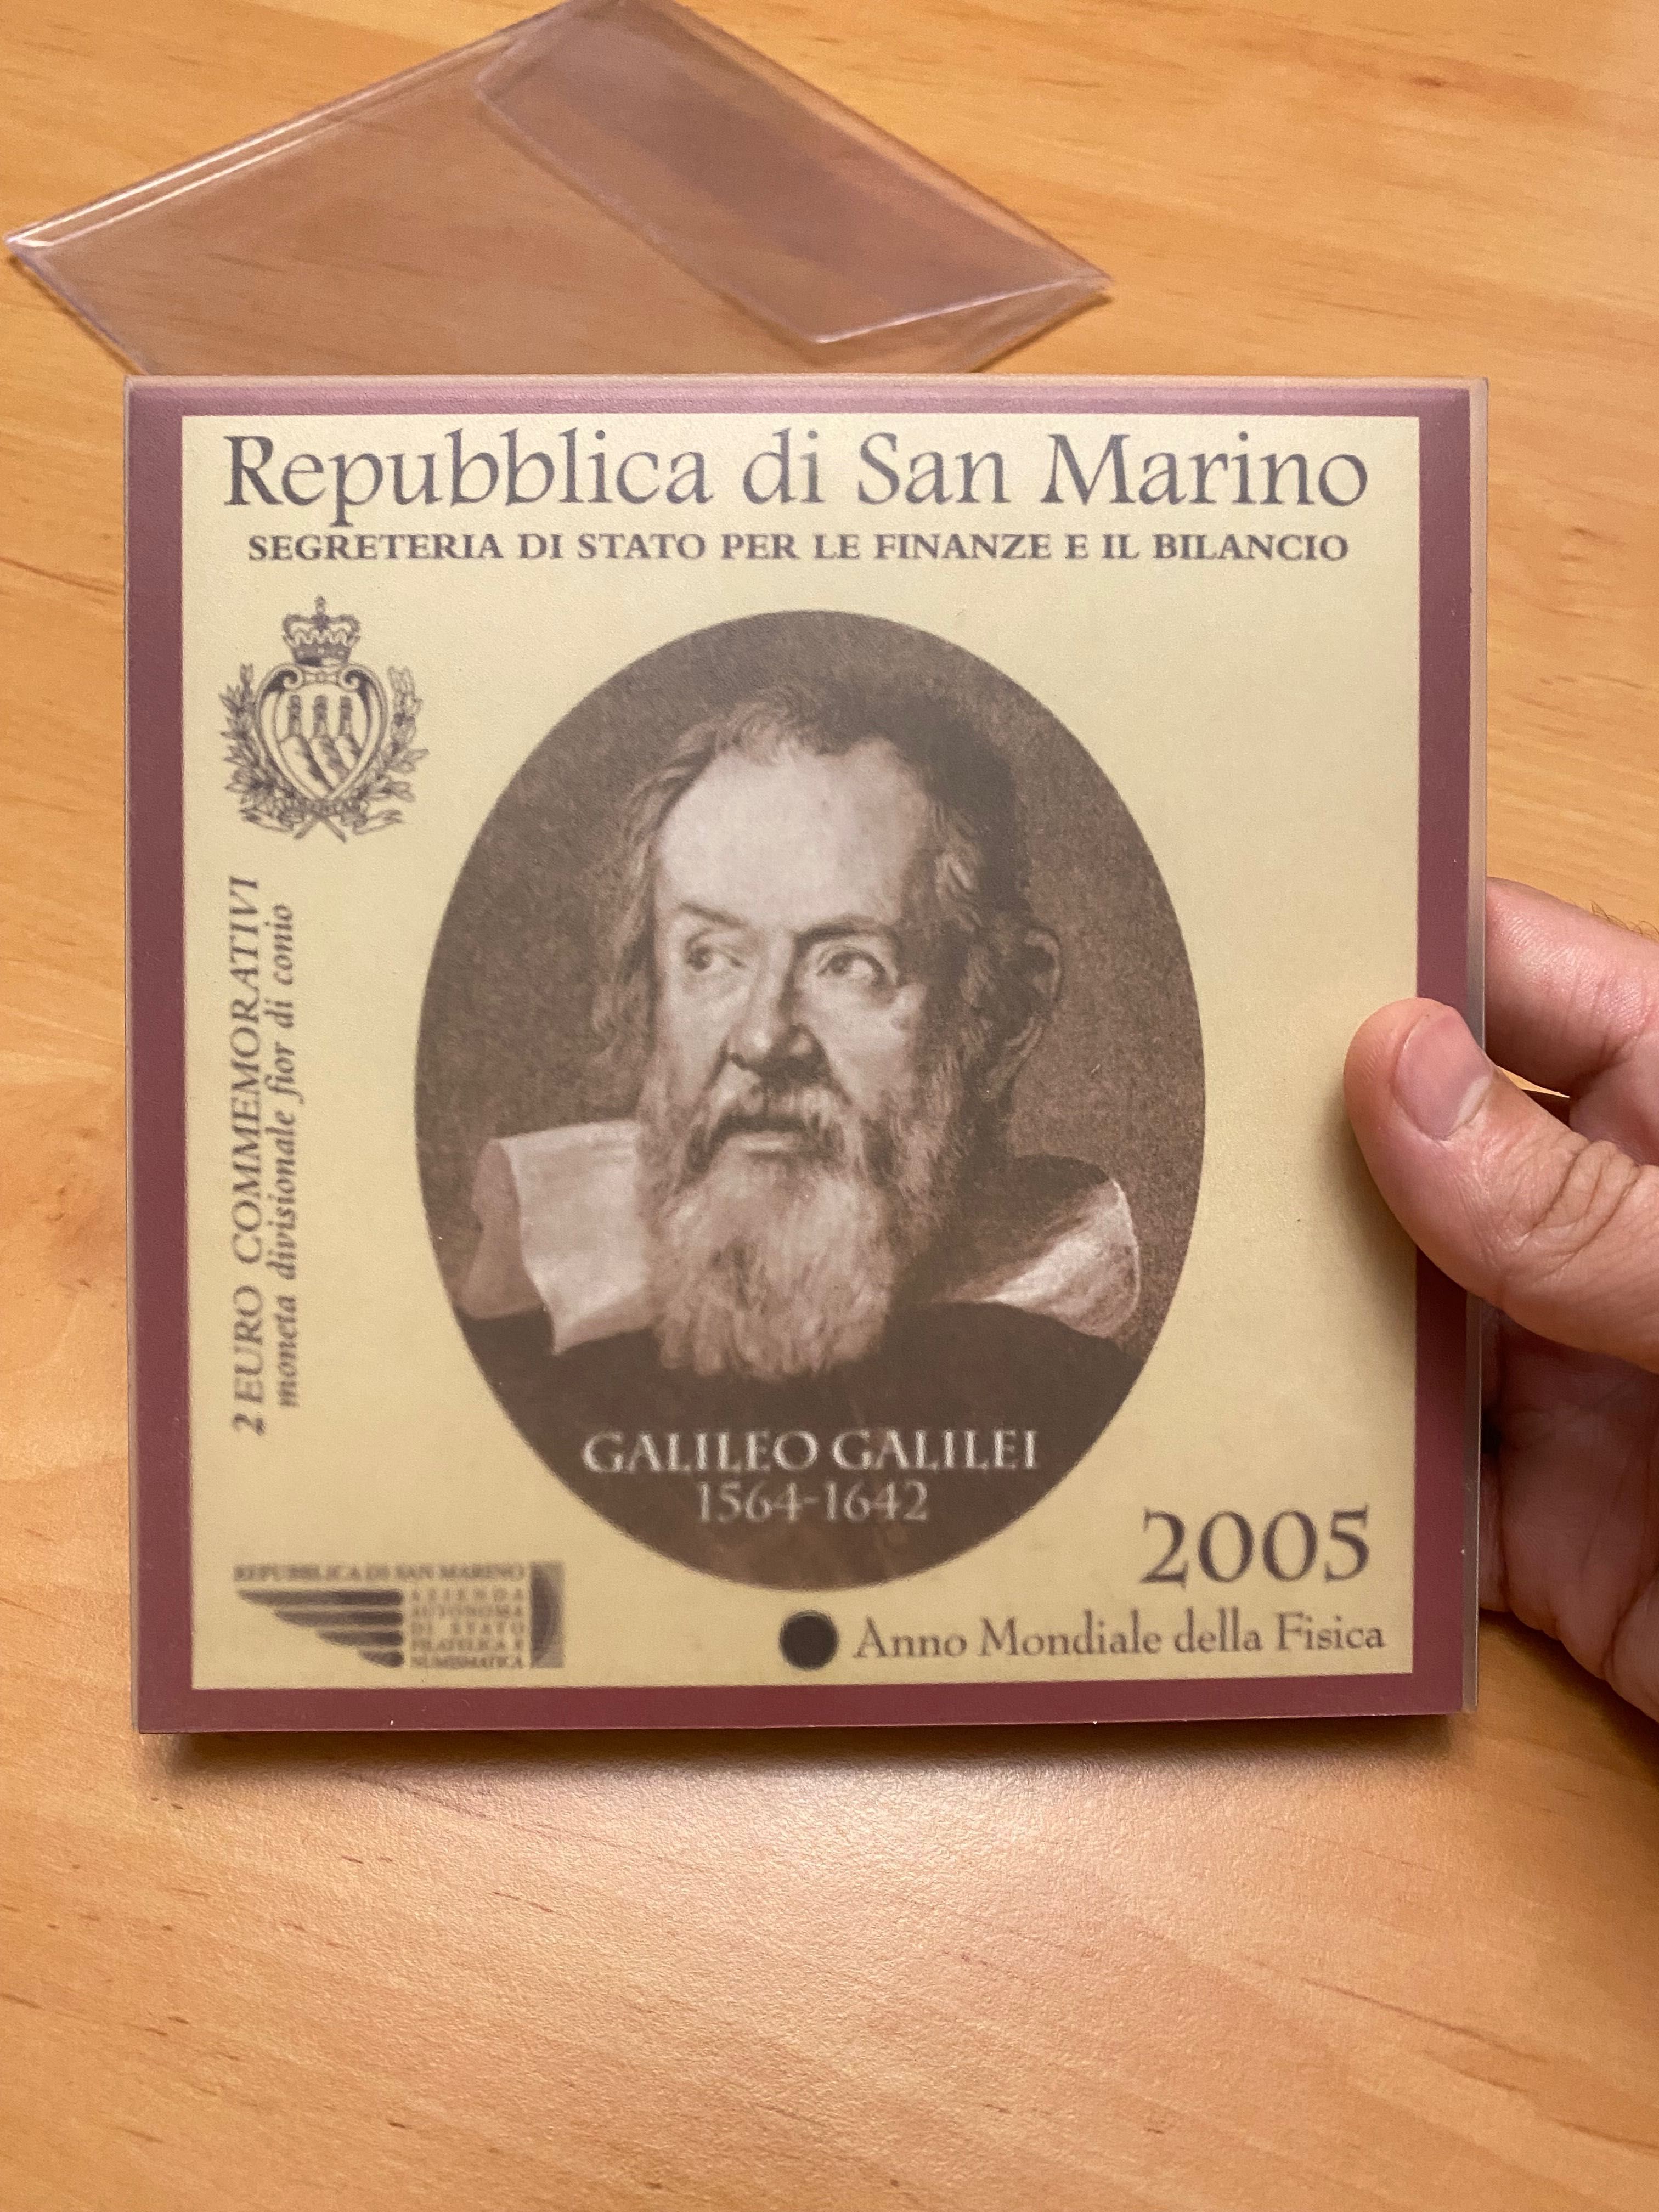 Repubblica di San Marino
SEGRETERIA DI STATO PER LE FINANZE E IL BILANCIO
2 EURO COMMEMORATIVI
moneta divisionale fior di conio
GALILEO GALILEI
1564-1642
2005
Anno Mondiale della Fisica
REPUBBLICA DI SAN MARINO
AZIENDA
AUTONOMA
DI STATO
FILATELICA E
NUMISMATICA